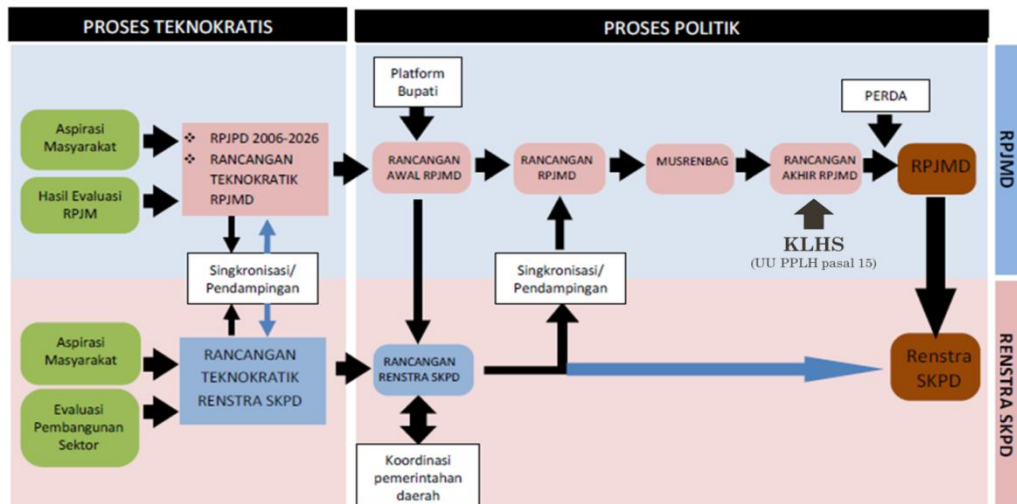 PROSES TEKNOKRATIS
PROSES POLITIK
Platform
Bupati
PERDA
Aspirasi
Masyarakat
Hasil Evaluasi
RPJM
❖ RPJPD 2006-2026
❖ RANCANGAN
TEKNOKRATIK
RPJMD
RANCANGAN
AWAL RPJMD
RANCANGAN
RPJMD
MUSRENBAG
RANCANGAN
AKHIR RPJMD
RPJMD
RPJMD
KLHS
(UU PPLH pasal 15)
Singkronisasi/
Pendampingan
Singkronisasi/
Pendampingan
Aspirasi
Masyarakat
Evaluasi
Pembangunan
Sektor
RANCANGAN
TEKNOKRATIK
RENSTRA SKPD
RANCANGAN
RENSTRA SKPD
Renstra
SKPD
RENSTRA SKPD
Koordinasi
pemerintahan
daerah